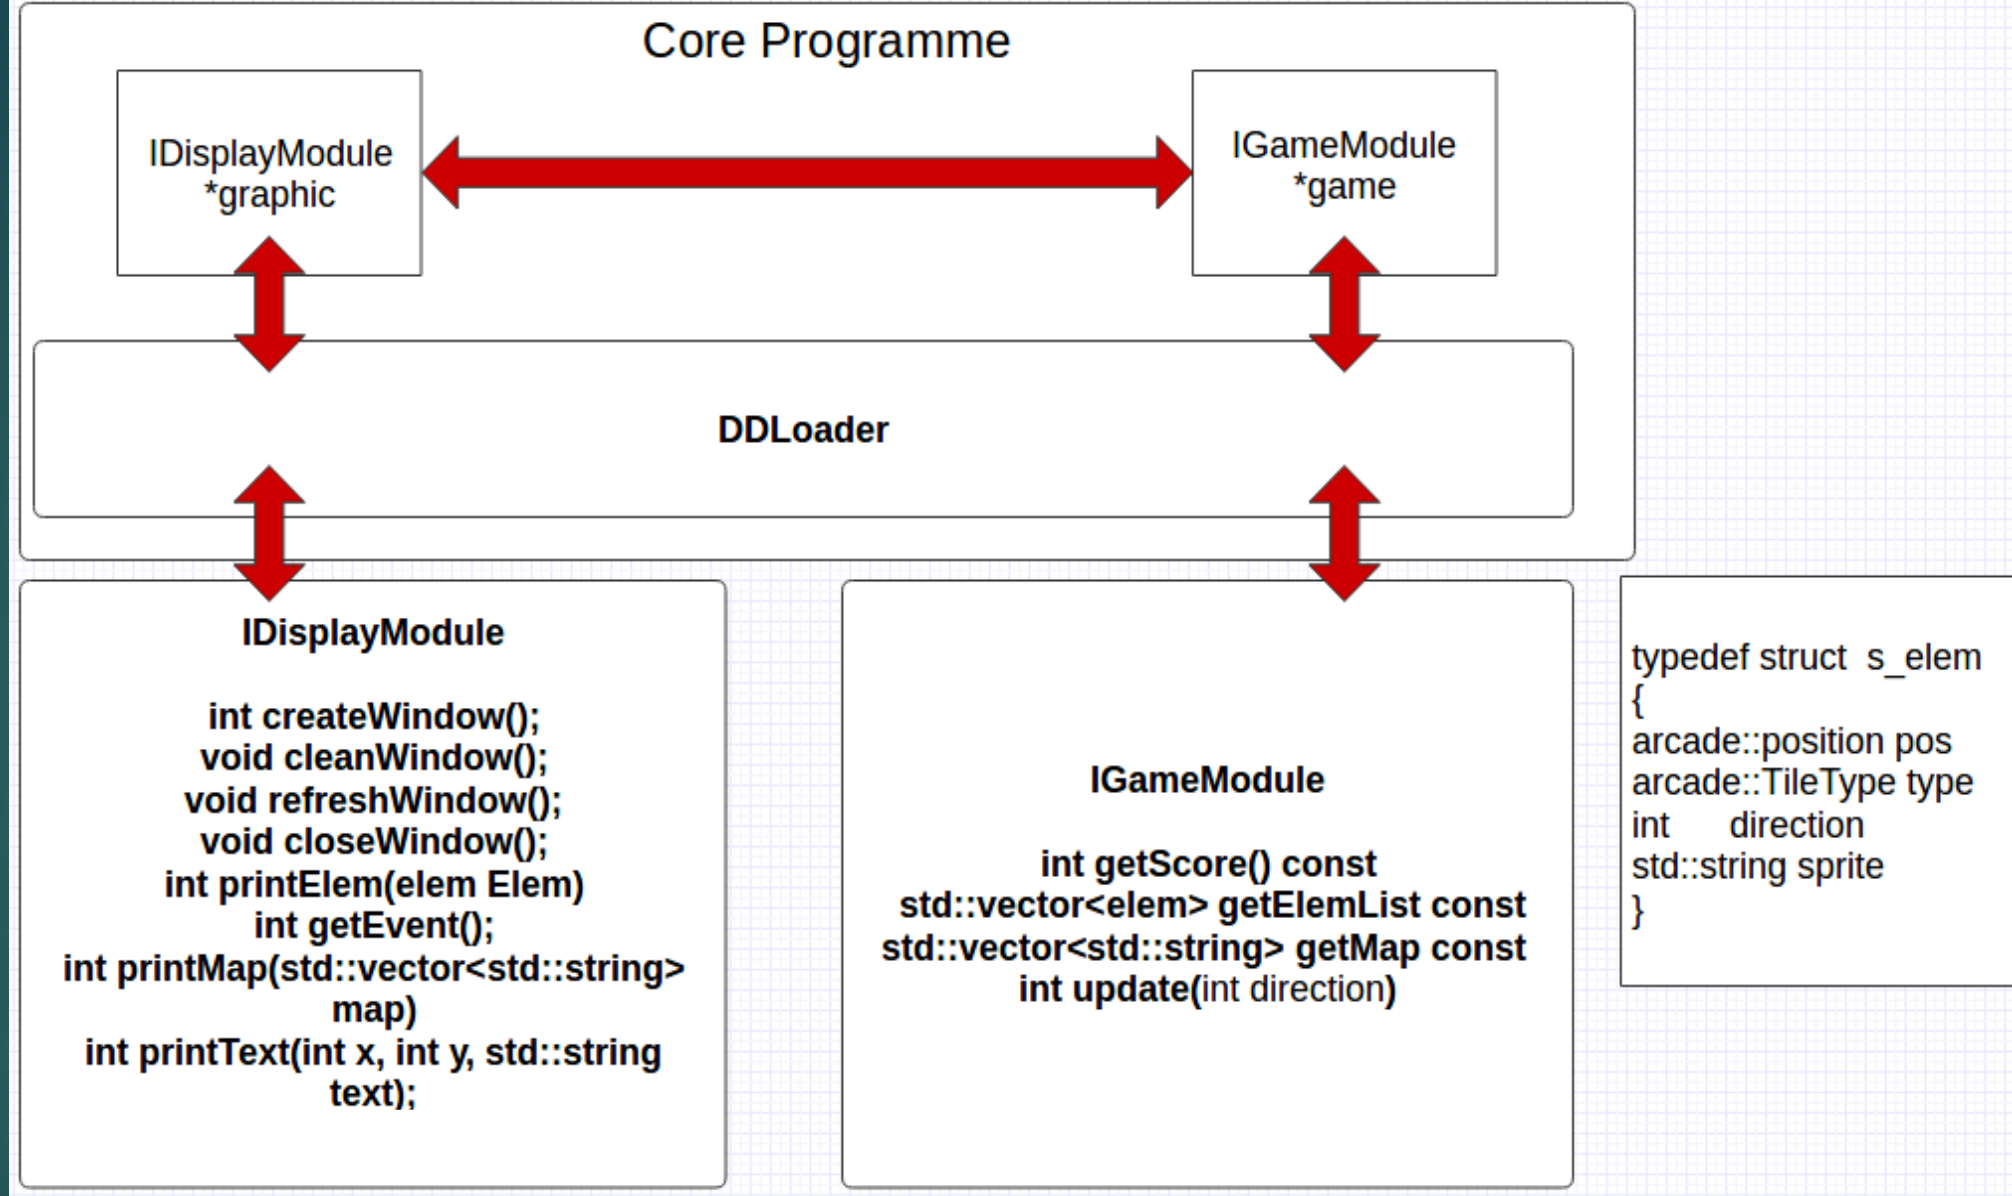 Core Programme
IDisplayModule
*graphic
IGameModule
*game
DDLoader
IDisplayModule
int createWindow();
void cleanWindow();
void refreshWindow();
void closeWindow();
int printElem(elem Elem)
int getEvent();
int printMap(std::vector<std::string>
map)
int printText(int x, int y, std::string
text);
IGameModule
int getScore() const
std::vector<elem> getElemList const
std::vector<std::string> getMap const
int update(int direction)
typedef struct  s_elem
{
arcade::position pos
arcade::TileType type
int      direction
std::string sprite
}